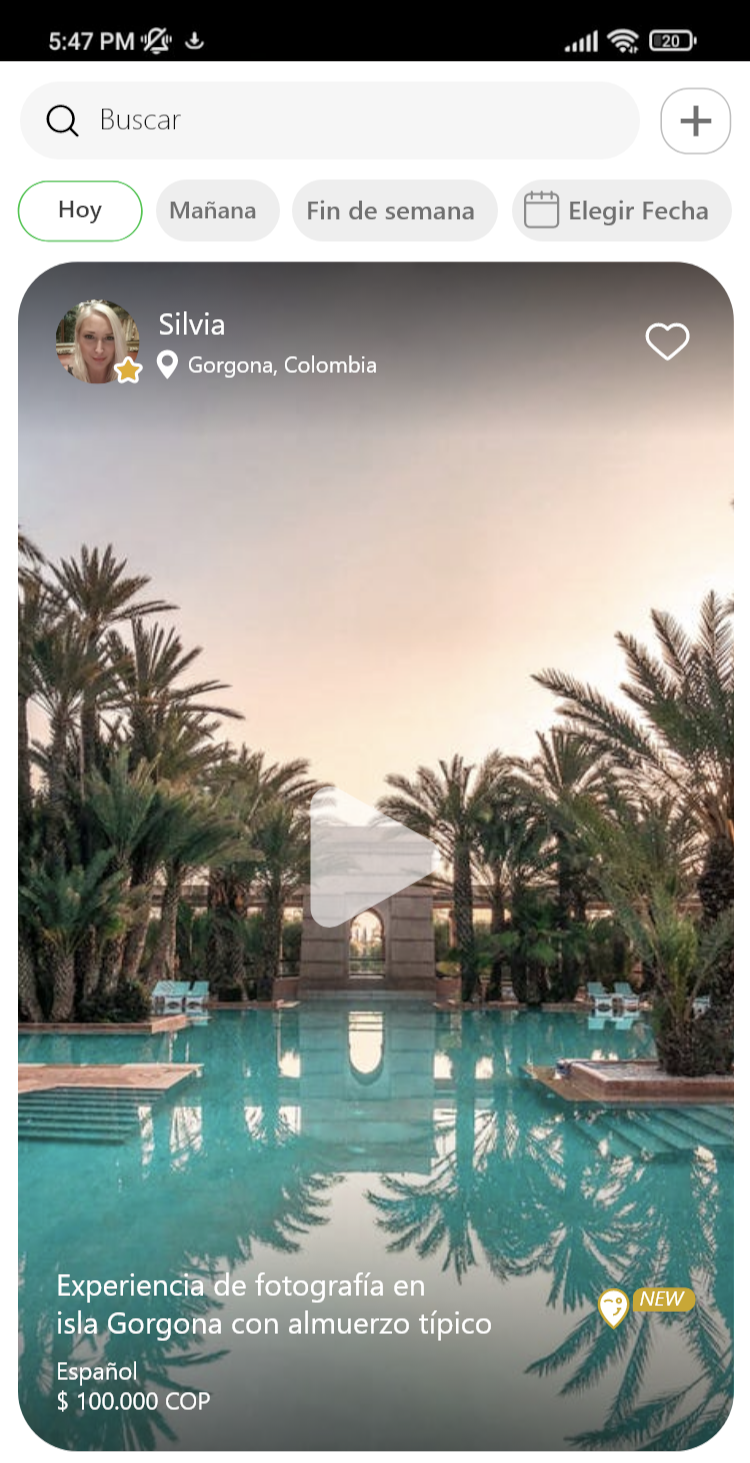 5:47 PM
20
Buscar
Hoy
Mañana
Fin de semana
Elegir Fecha
Silvia
Gorgona, Colombia
Experiencia de fotografía en
isla Gorgona con almuerzo típico
NEW
Español
$ 100.000 COP